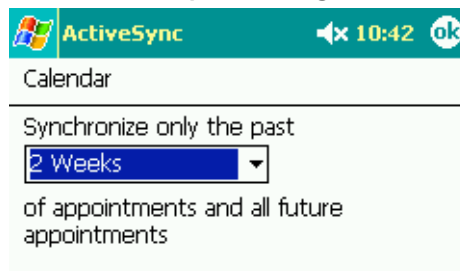 ActiveSync 10:42 ok
Calendar
Synchronize only the past
2 Weeks
of appointments and all future
appointments